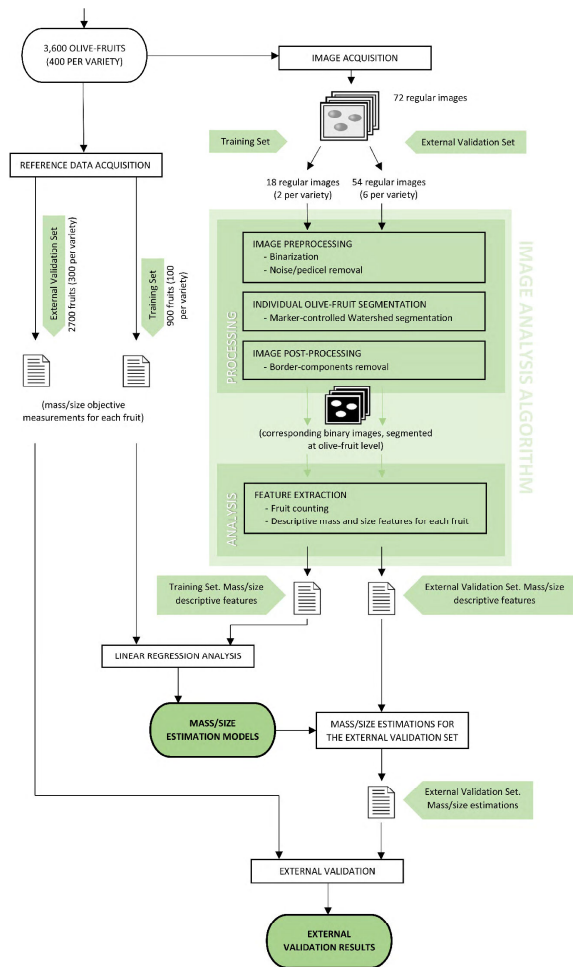 3,600 OLIVE-FRUITS
(400 PER VARIETY)
IMAGE ACQUISITION
72 regular images
Training Set
External Validation Set
REFERENCE DATA ACQUISITION
18 regular images
(2 per variety)
54 regular images
(6 per variety)
External Validation Set
2700 fruits (300 per variety)
Training Set
900 fruits (100
per variety)
IMAGE ANALYSIS ALGORITHM
PROCESSING
IMAGE PREPROCESSING
- Binarization
- Noise/pedicel removal
INDIVIDUAL OLIVE-FRUIT SEGMENTATION
- Marker-controlled Watershed segmentation
IMAGE POST-PROCESSING
- Border-components removal
(mass/size objective
measurements for each fruit)
(corresponding binary images, segmented
at olive-fruit level)
ANALYSIS
FEATURE EXTRACTION
- Fruit counting
- Descriptive mass and size features for each fruit
Training Set. Mass/size
descriptive features
External Validation Set. Mass/size
descriptive features
LINEAR REGRESSION ANALYSIS
MASS/SIZE
ESTIMATION MODELS
MASS/SIZE ESTIMATIONS FOR
THE EXTERNAL VALIDATION SET
External Validation Set.
Mass/size estimations
EXTERNAL VALIDATION
EXTERNAL
VALIDATION RESULTS